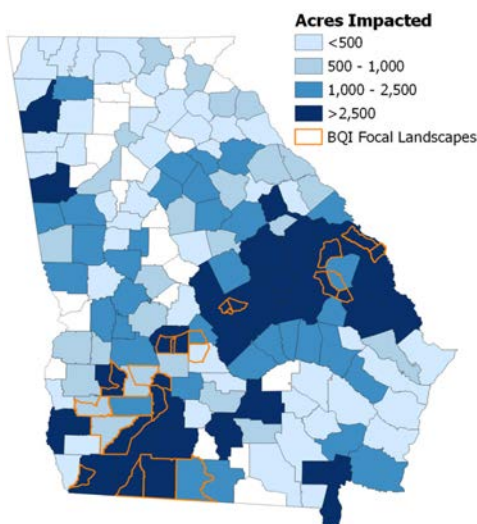 Acres Impacted
<500
500 - 1,000
1,000 - 2,500
>2,500
BQI Focal Landscapes